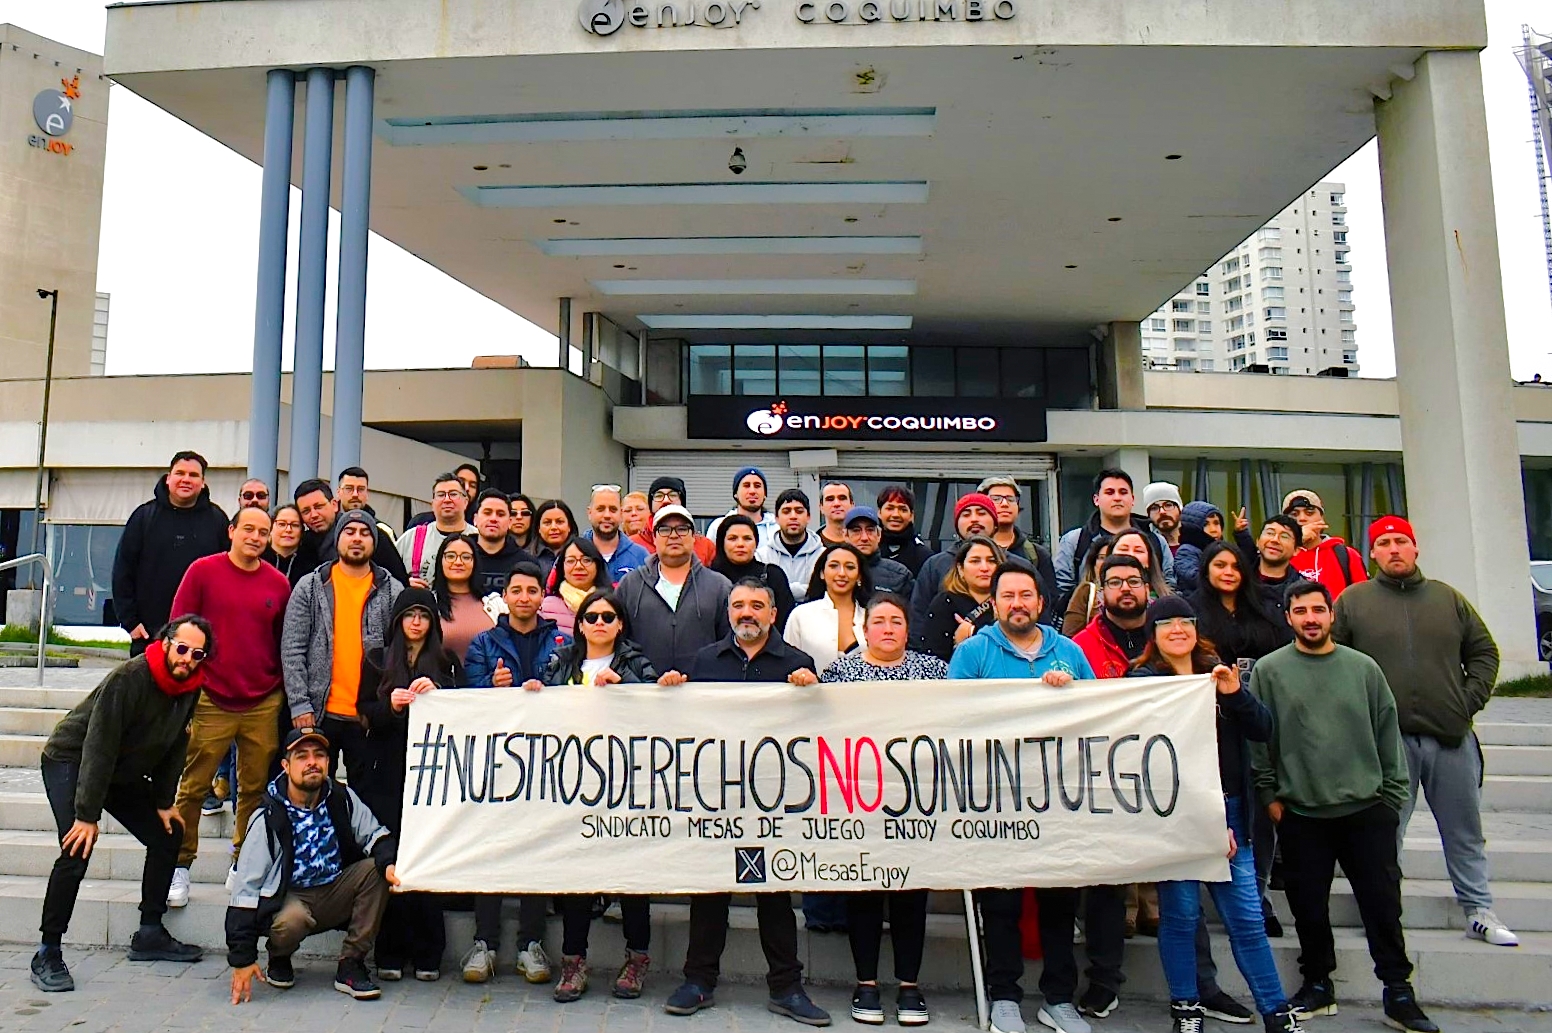 enJOY COQUIMBO
enJOY
enJOY COQUIMBO
#NUESTROSDERECHOSNOSONUNJUEGO
SINDICATO MESAS DE JUEGO ENJOY COQUIMBO
X @MesasEnjoy